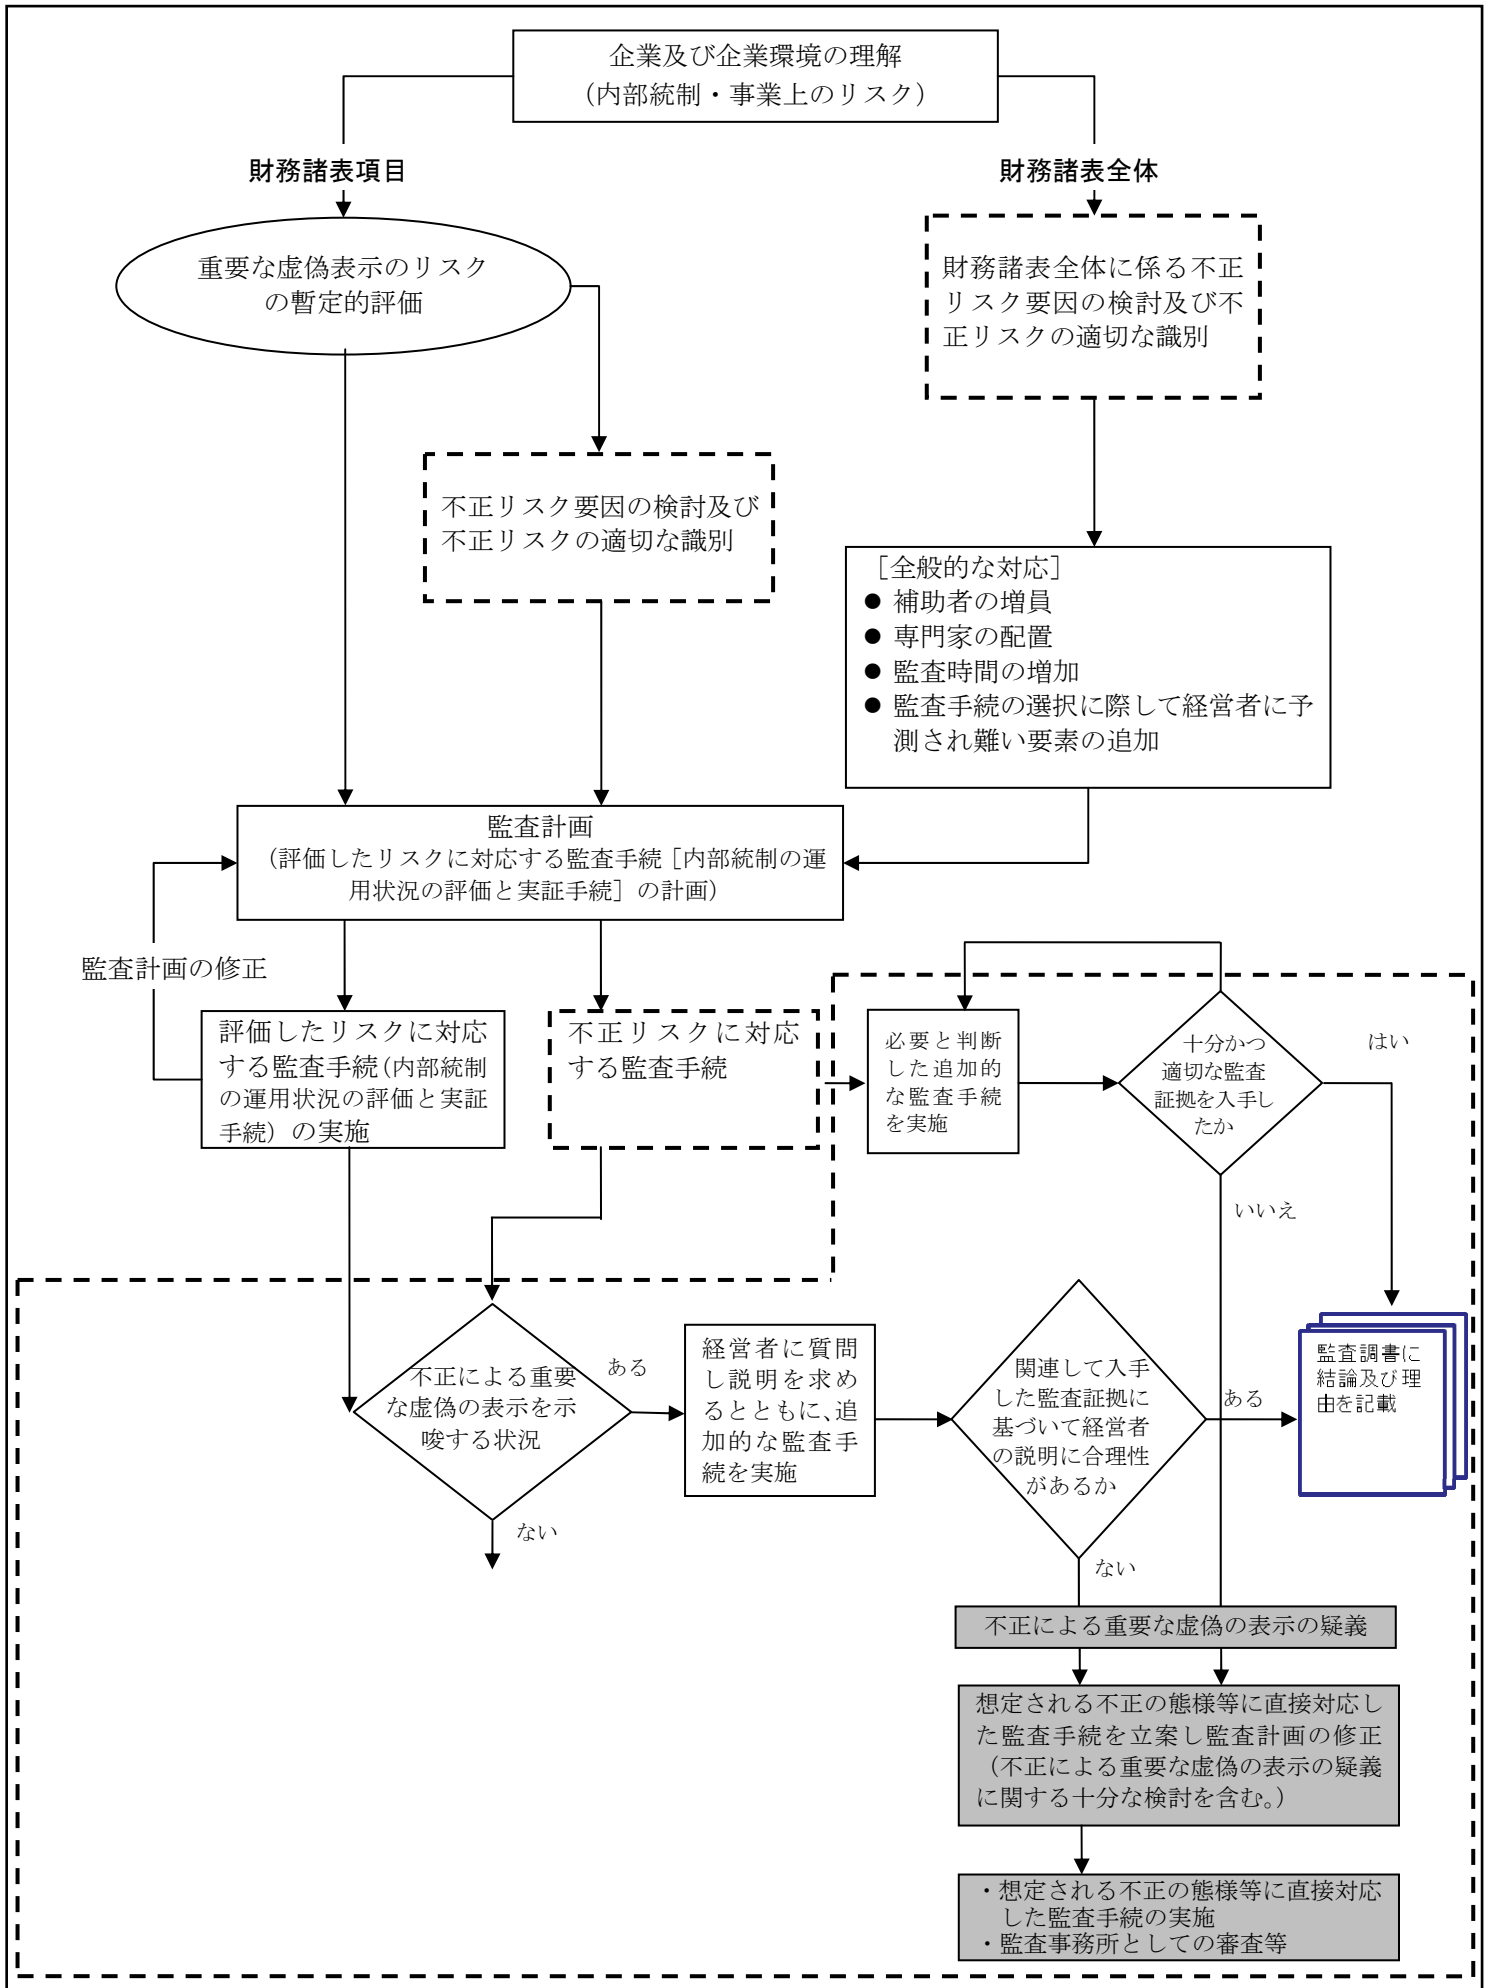 企業及び企業環境の理解
（内部統制・事業上のリスク）
財務諸表項目
財務諸表全体
重要な虚偽表示のリスク
の暫定的評価
財務諸表全体に係る不正
リスク要因の検討及び不
正リスクの適切な識別
不正リスク要因の検討及び
不正リスクの適切な識別
［全般的な対応］
● 補助者の増員
● 専門家の配置
● 監査時間の増加
● 監査手続の選択に際して経営者に予
測され難い要素の追加
監査計画
（評価したリスクに対応する監査手続［内部統制の運
用状況の評価と実証手続］の計画）
監査計画の修正
評価したリスクに対応
する監査手続（内部統制
の運用状況の評価と実証
手続）の実施
不正リスクに対応
する監査手続
必要と判断
した追加的
な監査手続
を実施
十分かつ
適切な監査
証拠を入手し
たか
はい
いいえ
不正による重要
な虚偽の表示を示
唆する状況
ある
ない
経営者に質問
し説明を求め
るとともに、追
加的な監査手
続を実施
関連して入手
した監査証拠に
基づいて経営者
の説明に合理性
があるか
ある
ない
監査調書に
結論及び理
由を記載
不正による重要な虚偽の表示の疑義
想定される不正の態様等に直接対応し
た監査手続を立案し監査計画の修正
（不正による重要な虚偽の表示の疑義
に関する十分な検討を含む。）
・想定される不正の態様等に直接対応
した監査手続の実施
・監査事務所としての審査等